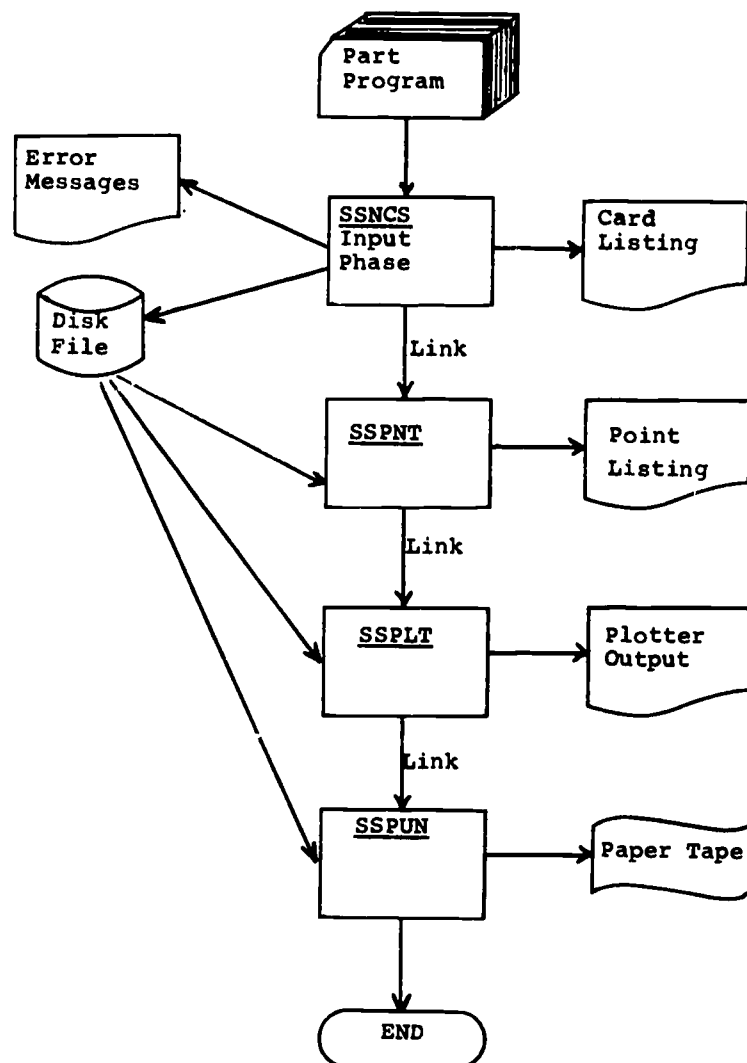 Part
Program
Error
Messages
SSNCS
Input
Phase
Card
Listing
Disk
File
Link
SSPNT
Point
Listing
Link
SSPLT
Plotter
Output
Link
SSPUN
Paper Tape
END